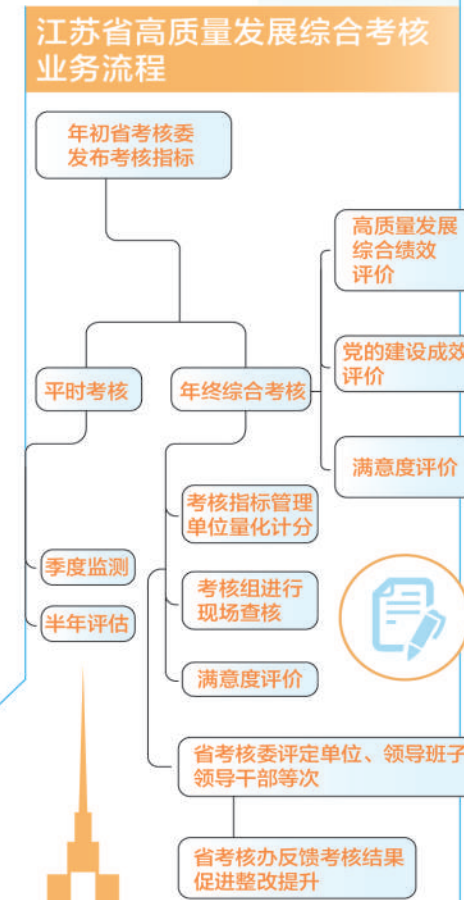 江苏省高质量发展综合考核
业务流程
年初省考核委
发布考核指标
高质量发展
综合绩效
评价
党的建设成效
评价
平时考核
年终综合考核
满意度评价
考核指标管理
单位量化计分
季度监测
考核组进行
现场查核
半年评估
满意度评价
省考核委评定单位、领导班子
领导干部等次
省考核办反馈考核结果
促进整改提升